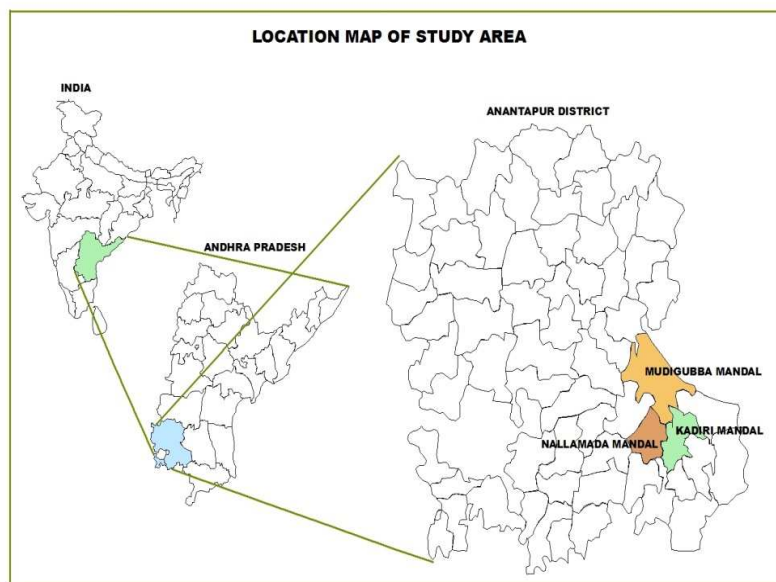 LOCATION MAP OF STUDY AREA
INDIA
ANANTAPUR DISTRICT
ANDHRA PRADESH
MUDIGUBBA MANDAL
KADIRI MANDAL
NALLAMADA MANDAL